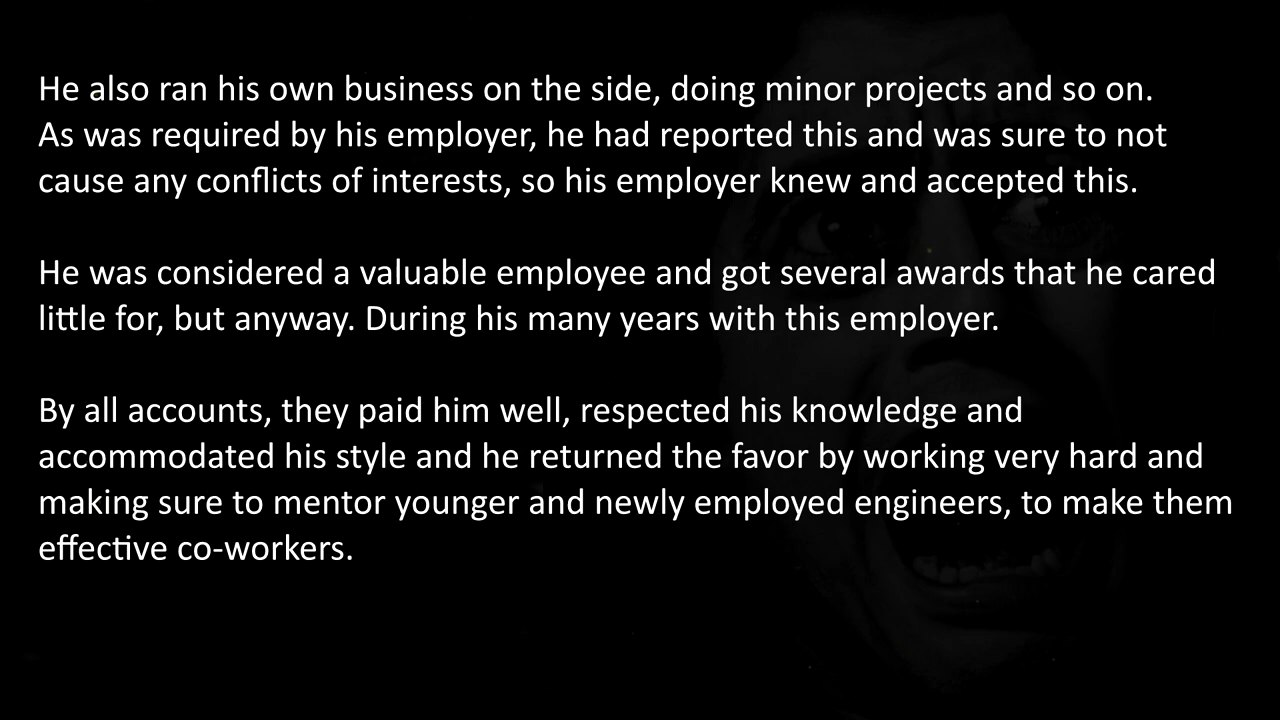 He also ran his own business on the side, doing minor projects and so on.
As was required by his employer, he had reported this and was sure to not
cause any conflicts of interests, so his employer knew and accepted this.
He was considered a valuable employee and got several awards that he cared
little for, but anyway. During his many years with this employer.
By all accounts, they paid him well, respected his knowledge and
accommodated his style and he returned the favor by working very hard and
making sure to mentor younger and newly employed engineers, to make them
effective co-workers.